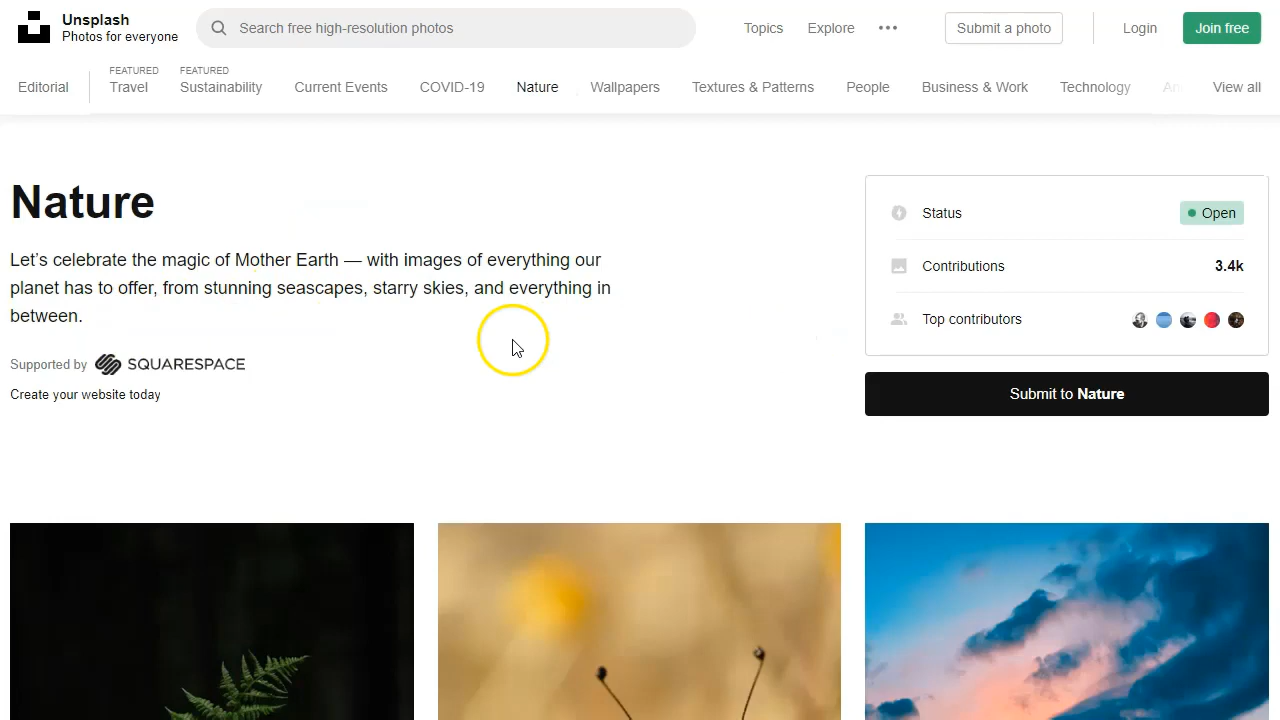 Unsplash
Photos for everyone
Search free high-resolution photos
Topics
Explore
Submit a photo
Login
Join free
Editorial
FEATURED
Travel
FEATURED
Sustainability
Current Events
COVID-19
Nature
Wallpapers
Textures & Patterns
People
Business & Work
Technology
View all
Nature
Let’s celebrate the magic of Mother Earth — with images of everything our
planet has to offer, from stunning seascapes, starry skies, and everything in
between.
Supported by SQUARESPACE
Create your website today
Status Open
Contributions 3.4k
Top contributors
Submit to Nature